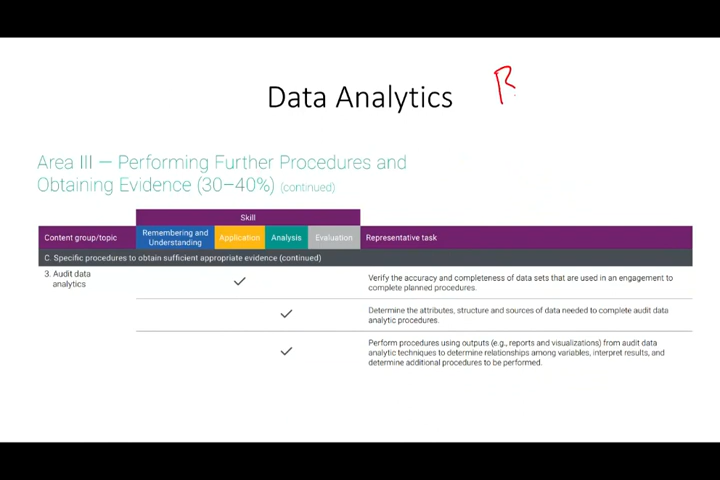 Data Analytics
R
Area III — Performing Further Procedures and
Obtaining Evidence (30–40%) (continued)
Skill
Content group/topic
Remembering and
Understanding
Application
Analysis
Evaluation
Representative task
C. Specific procedures to obtain sufficient appropriate evidence (continued)
3. Audit data
analytics
Verify the accuracy and completeness of data sets that are used in an engagement to
complete planned procedures.
Determine the attributes, structure and sources of data needed to complete audit data
analytic procedures.
Perform procedures using outputs (e.g., reports and visualizations) from audit data
analytic techniques to determine relationships among variables, interpret results, and
determine additional procedures to be performed.